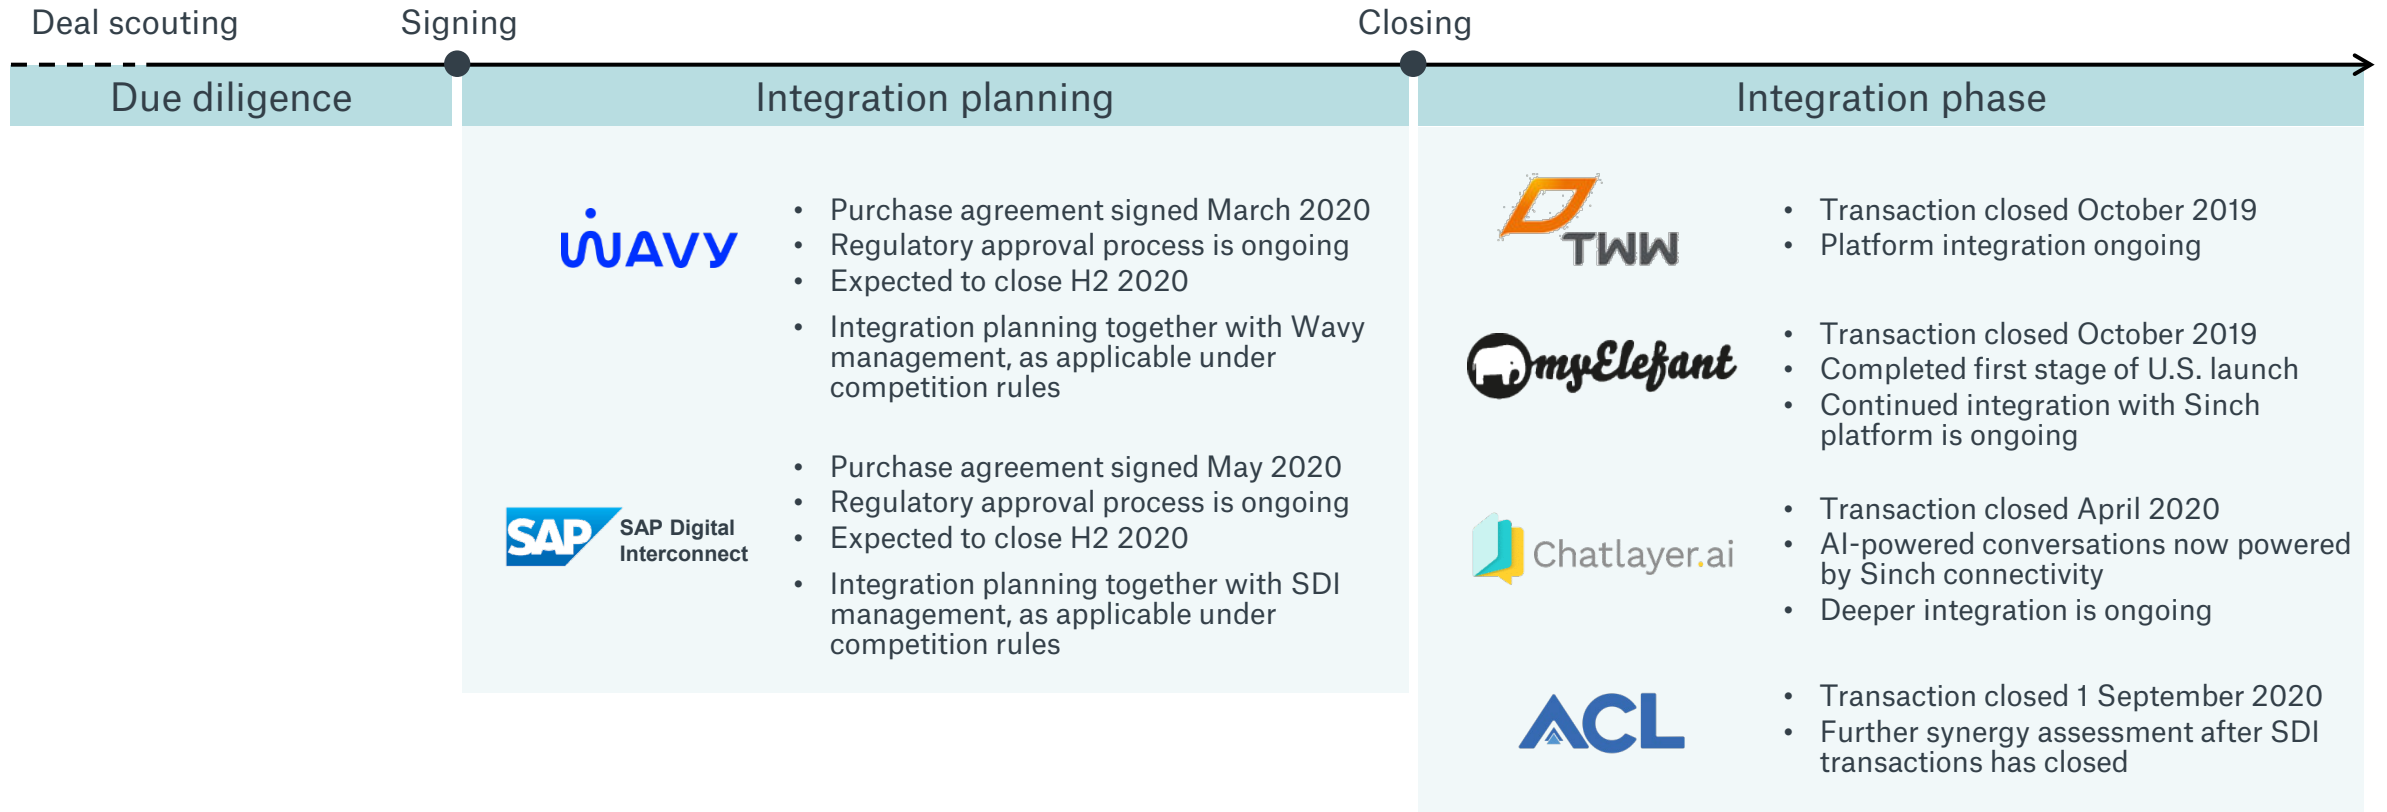 Deal scouting
Signing
Closing
Due diligence
Integration planning
Integration phase
WAVY
• Purchase agreement signed March 2020
• Regulatory approval process is ongoing
• Expected to close H2 2020
• Integration planning together with Wavy
management, as applicable under
competition rules
SAP
SAP Digital
Interconnect
• Purchase agreement signed May 2020
• Regulatory approval process is ongoing
• Expected to close H2 2020
• Integration planning together with SDI
management, as applicable under
competition rules
TWW
• Transaction closed October 2019
• Platform integration ongoing
myElefant
• Transaction closed October 2019
• Completed first stage of U.S. launch
• Continued integration with Sinch
platform is ongoing
Chatlayer.ai
• Transaction closed April 2020
• AI-powered conversations now powered
by Sinch connectivity
• Deeper integration is ongoing
ACL
• Transaction closed 1 September 2020
• Further synergy assessment after SDI
transactions has closed